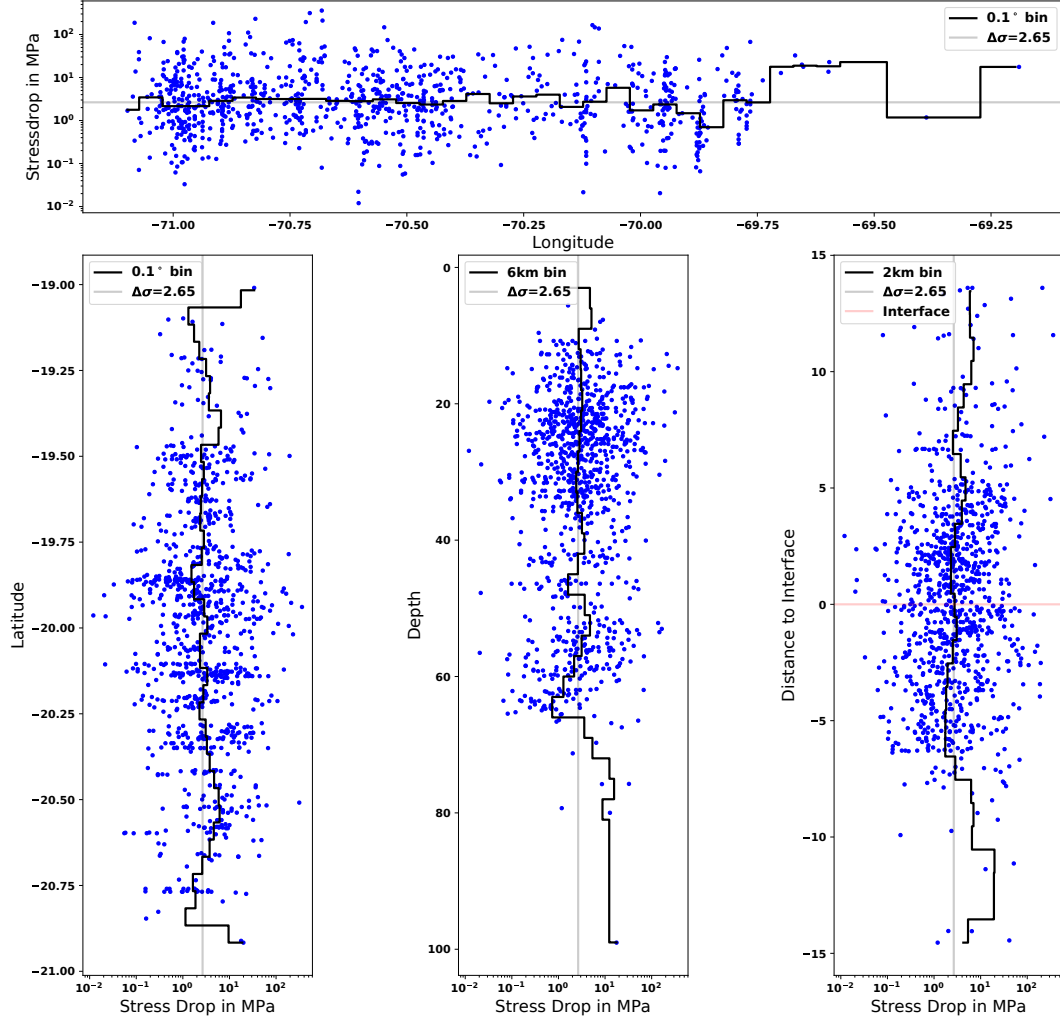 Stressdrop in MPa
10²
10¹
10⁰
10⁻¹
10⁻²
0.1° bin
Δσ=2.65
−71.00 −70.75 −70.50 −70.25 −70.00 −69.75 −69.50 −69.25
Longitude
Latitude
−19.00
−19.25
−19.50
−19.75
−20.00
−20.25
−20.50
−20.75
−21.00
0.1° bin
Δσ=2.65
10⁻² 10⁻¹ 10⁰ 10¹ 10²
Stress Drop in MPa
Depth
0
20
40
60
80
100
6km bin
Δσ=2.65
10⁻² 10⁻¹ 10⁰ 10¹ 10²
Stress Drop in MPa
Distance to Interface
15
10
5
0
−5
−10
−15
2km bin
Δσ=2.65
Interface
10⁻² 10⁻¹ 10⁰ 10¹ 10²
Stress Drop in MPa